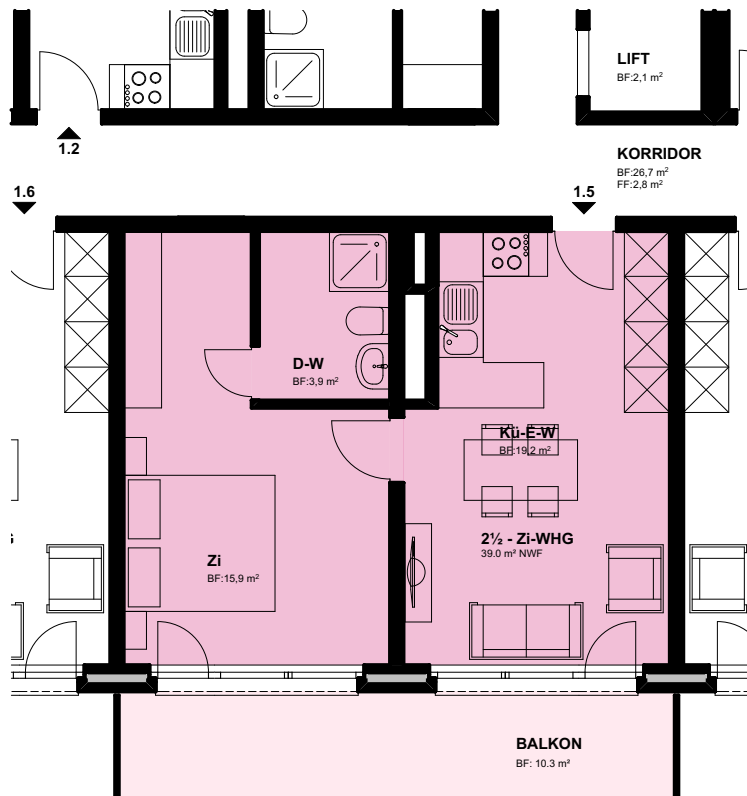 LIFT
BF:2,1 m²
1.2
KORRIDOR
BF:26,7 m²
FF:2,8 m²
1.6
1.5
D-W
BF:3,9 m²
Kü-E-W
BF:19,2 m²
2½ - Zi-WHG
39.0 m² NWF
Zi
BF:15,9 m²
BALKON
BF: 10.3 m²